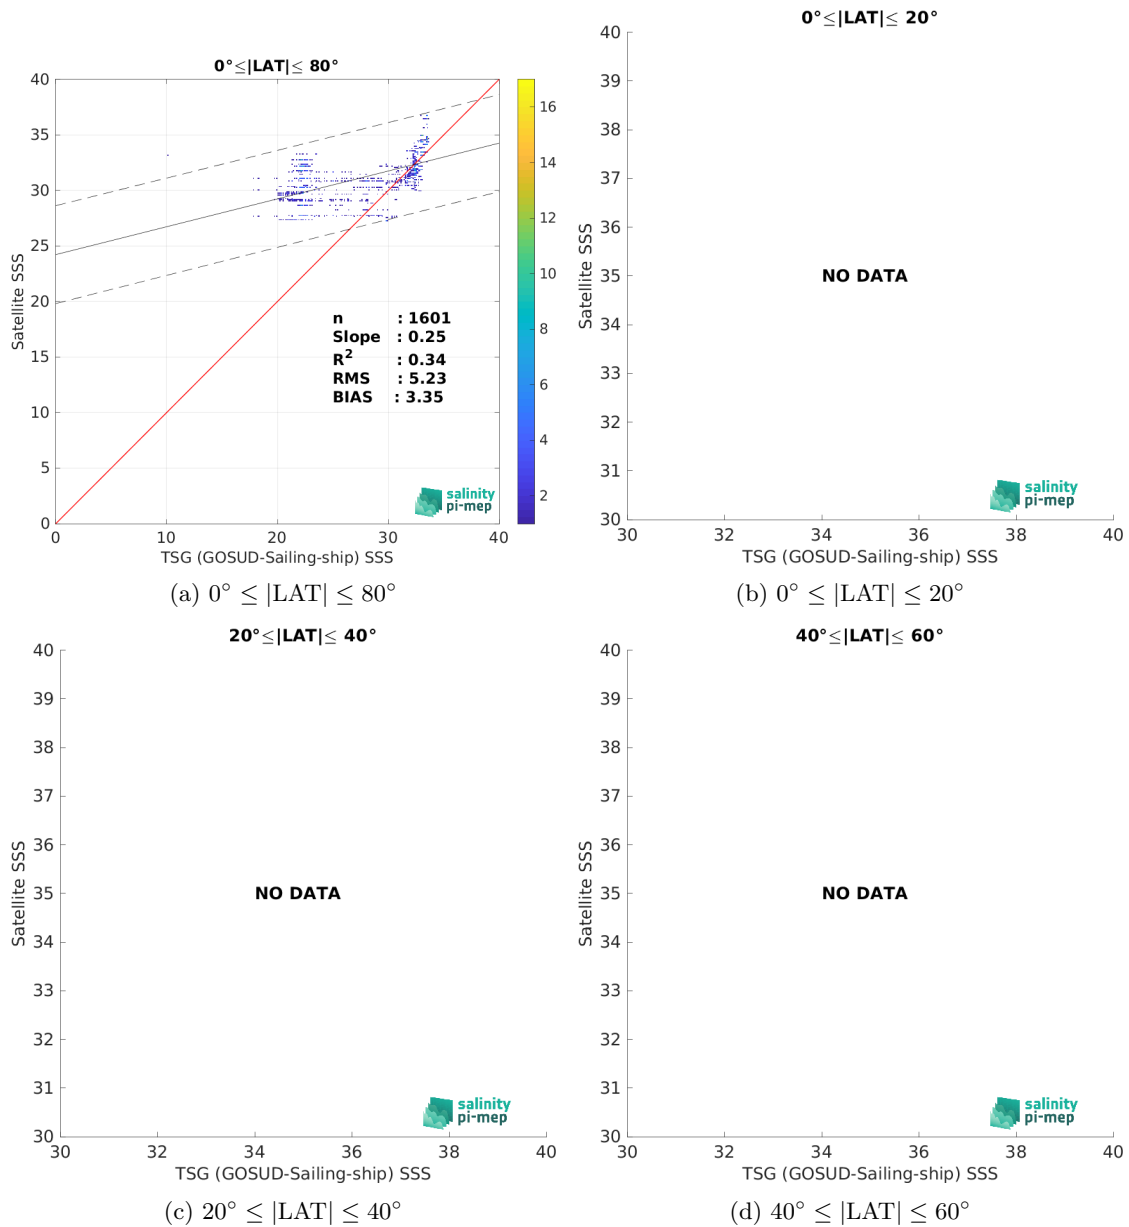 0°≤|LAT|≤ 80°
40
35
30
25
20
15
10
5
0
Satellite SSS
0
10
20
30
40
TSG (GOSUD-Sailing-ship) SSS
n : 1601
Slope : 0.25
R² : 0.34
RMS : 5.23
BIAS : 3.35
salinity
pi-mep
16
14
12
10
8
6
4
2
(a) 0° ≤ |LAT| ≤ 80°
0°≤|LAT|≤ 20°
40
39
38
37
36
35
34
33
32
31
30
Satellite SSS
NO DATA
salinity
pi-mep
30
32
34
36
38
40
TSG (GOSUD-Sailing-ship) SSS
(b) 0° ≤ |LAT| ≤ 20°
20°≤|LAT|≤ 40°
40
39
38
37
36
35
34
33
32
31
30
Satellite SSS
NO DATA
salinity
pi-mep
30
32
34
36
38
40
TSG (GOSUD-Sailing-ship) SSS
(c) 20° ≤ |LAT| ≤ 40°
40°≤|LAT|≤ 60°
40
39
38
37
36
35
34
33
32
31
30
Satellite SSS
NO DATA
salinity
pi-mep
30
32
34
36
38
40
TSG (GOSUD-Sailing-ship) SSS
(d) 40° ≤ |LAT| ≤ 60°